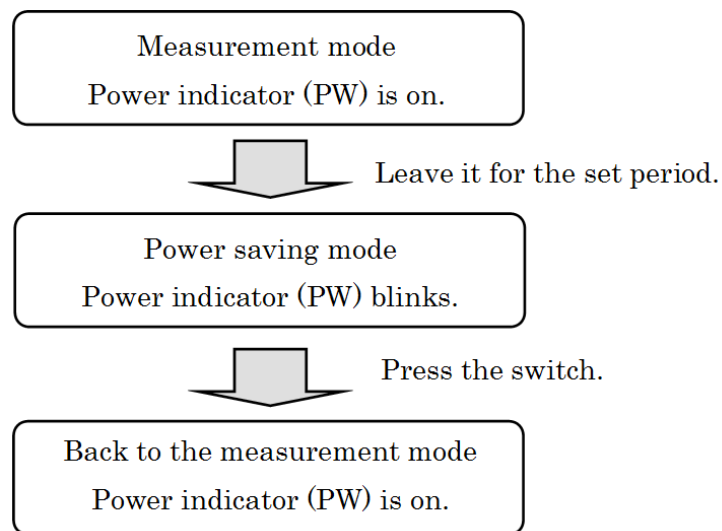 Measurement mode
Power indicator (PW) is on.
Leave it for the set period.
Power saving mode
Power indicator (PW) blinks.
Press the switch.
Back to the measurement mode
Power indicator (PW) is on.